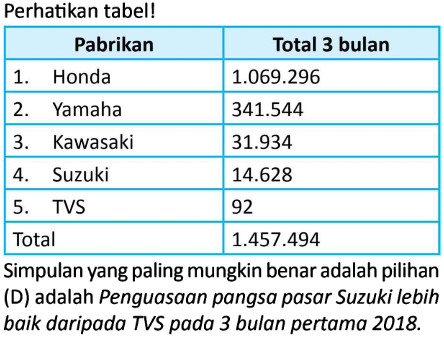 Perhatikan tabel!
Pabrikan Total 3 bulan
1. Honda 1.069.296
2. Yamaha 341.544
3. Kawasaki 31.934
4. Suzuki 14.628
5. TVS 92
Total 1.457.494
Simpulan yang paling mungkin benar adalah pilihan
(D) adalah Penguasaan pangsa pasar Suzuki lebih
baik daripada TVS pada 3 bulan pertama 2018.